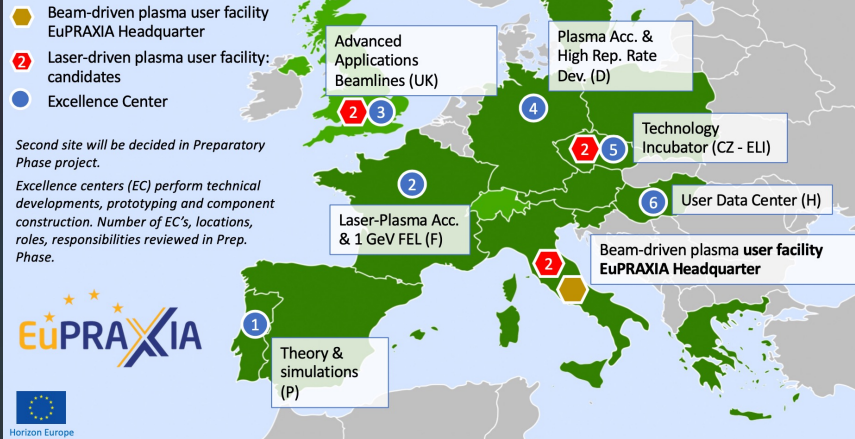 Beam-driven plasma user facility
EuPRAXIA Headquarter
2
Laser-driven plasma user facility:
candidates
Excellence Center
Second site will be decided in Preparatory
Phase project.
Excellence centers (EC) perform technical
developments, prototyping and component
construction. Number of EC's, locations,
roles, responsibilities reviewed in Prep.
Phase.
EuPRAXIA
Horizon Europe
Advanced
Applications
Beamlines (UK)
2
3
Plasma Acc. &
High Rep. Rate
Dev. (D)
4
Technology
Incubator (CZ - ELI)
2
5
2
Laser-Plasma Acc.
& 1 GeV FEL (F)
6
User Data Center (H)
Beam-driven plasma user facility
EuPRAXIA Headquarter
2
1
Theory &
simulations
(P)